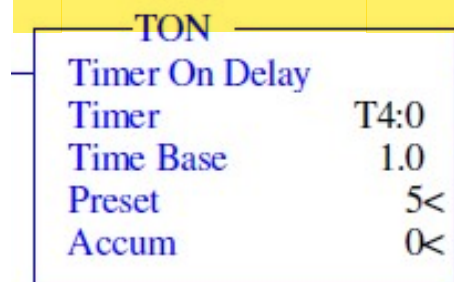 TON
Timer On Delay
Timer T4:0
Time Base 1.0
Preset 5<
Accum 0<